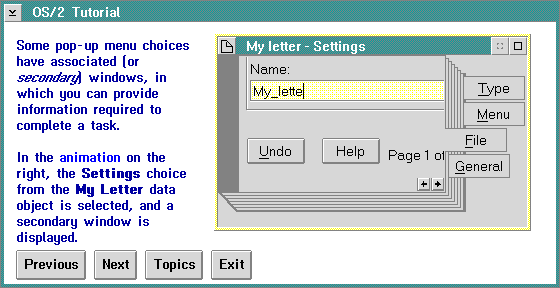 OS/2 Tutorial
Some pop-up menu choices
have associated (or
secondary) windows, in
which you can provide
information required to
complete a task.
In the animation on the
right, the Settings choice
from the My Letter data
object is selected, and a
secondary window is
displayed.
My letter - Settings
Name:
My_lette
Undo
Help
Page 1 of
Type
Menu
File
General
Previous
Next
Topics
Exit